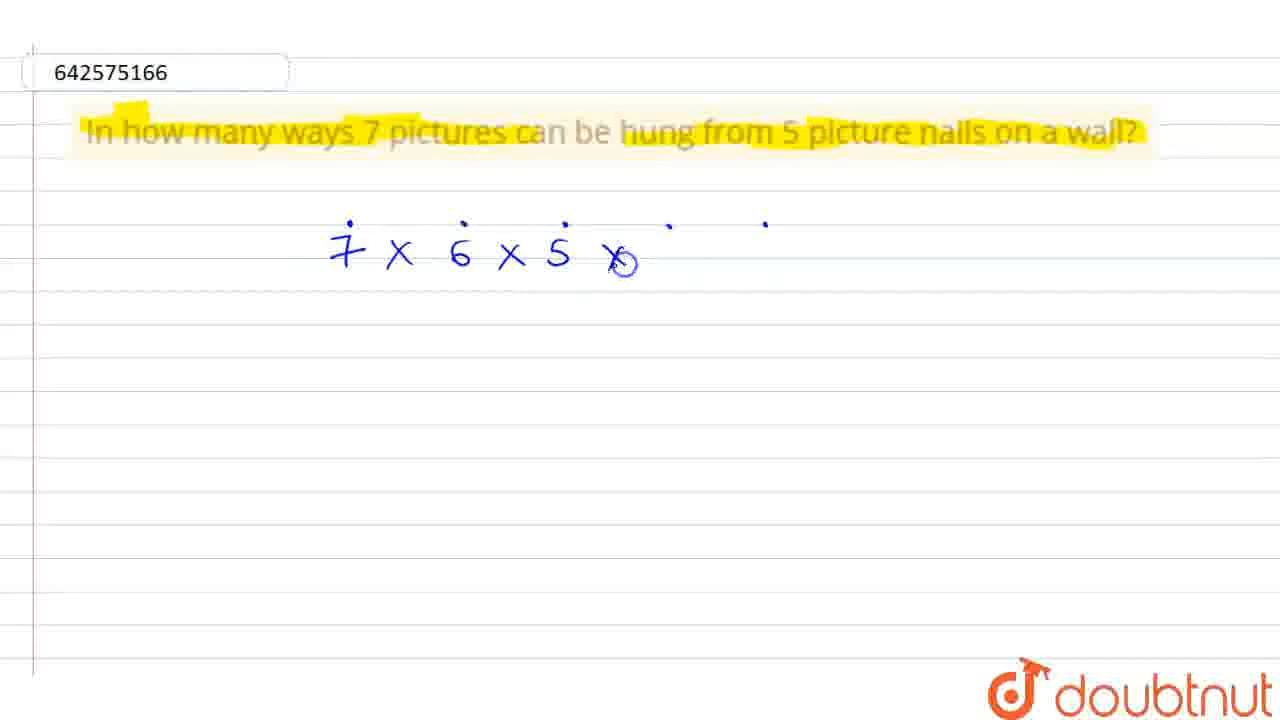 642575166
In how many ways 7 pictures can be hung from 5 picture nails on a wall?
7 x 6 x 5 x
doubtnut